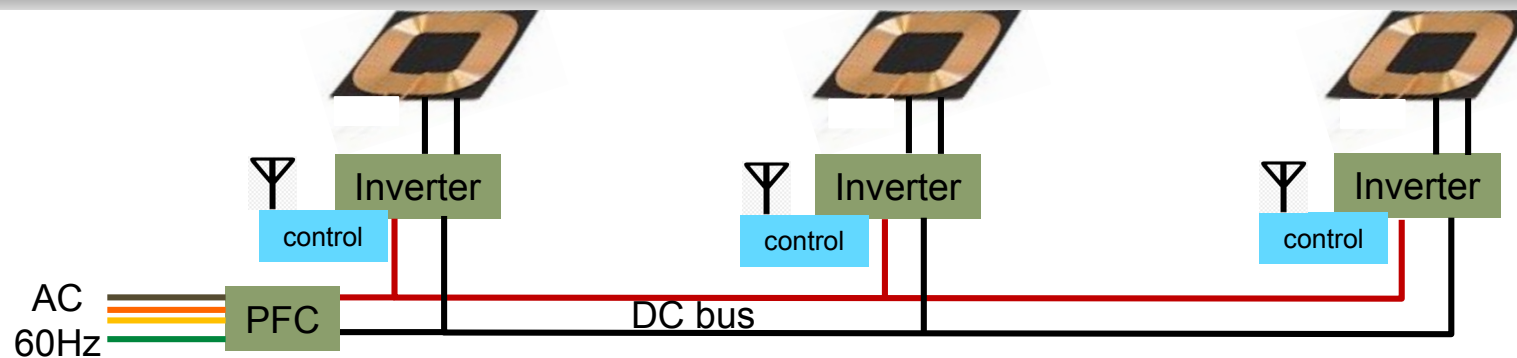 Inverter
Inverter
Inverter
control
control
control
AC
60Hz
PFC
DC bus